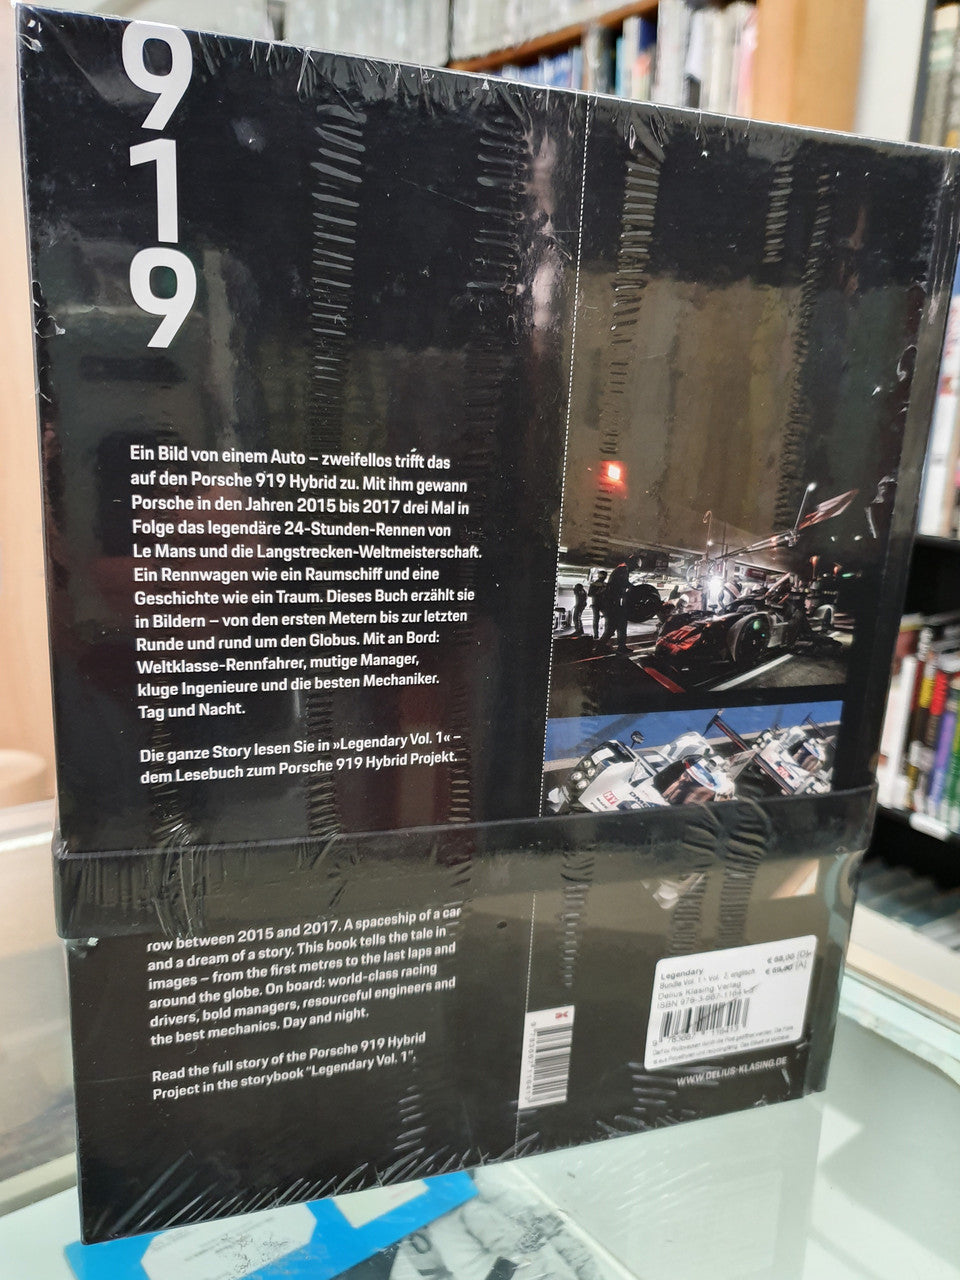 919
Ein Bild von einem Auto – zweifellos trifft das
auf den Porsche 919 Hybrid zu. Mit ihm gewann
Porsche in den Jahren 2015 bis 2017 drei Mal in
Folge das legendäre 24-Stunden-Rennen von
Le Mans und die Langstrecken-Weltmeisterschaft.
Ein Rennwagen wie ein Raumschiff und eine
Geschichte wie ein Traum. Dieses Buch erzählt sie
in Bildern – von den ersten Metern bis zur letzten
Runde und rund um den Globus. Mit an Bord:
Weltklasse-Rennfahrer, mutige Manager,
kluge Ingenieure und die besten Mechaniker.
Tag und Nacht.
Die ganze Story lesen Sie in »Legendary Vol. 1« –
dem Lesebuch zum Porsche 919 Hybrid Projekt.
row between 2015 and 2017. A spaceship of a car
and a dream of a story. This book tells the tale in
images – from the first metres to the last laps and
around the globe. On board: world-class racing
drivers, bold managers, resourceful engineers and
the best mechanics. Day and night.
Read the full story of the Porsche 919 Hybrid
Project in the storybook "Legendary Vol. 1".
Legendary
Delius Klasing Verlag
WWW.DELIUS-KLASING.DE